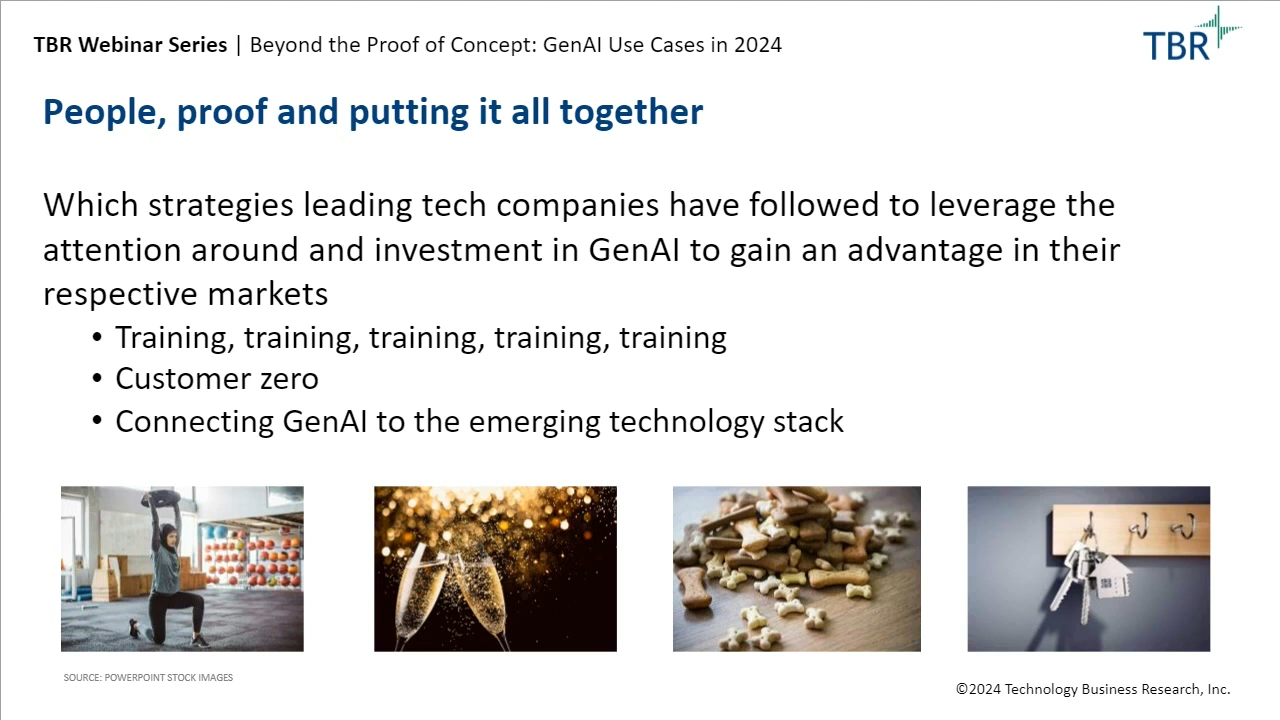 TBR Webinar Series | Beyond the Proof of Concept: GenAI Use Cases in 2024
TBR
People, proof and putting it all together
Which strategies leading tech companies have followed to leverage the
attention around and investment in GenAI to gain an advantage in their
respective markets
• Training, training, training, training, training
• Customer zero
• Connecting GenAI to the emerging technology stack
SOURCE: POWERPOINT STOCK IMAGES
©2024 Technology Business Research, Inc.